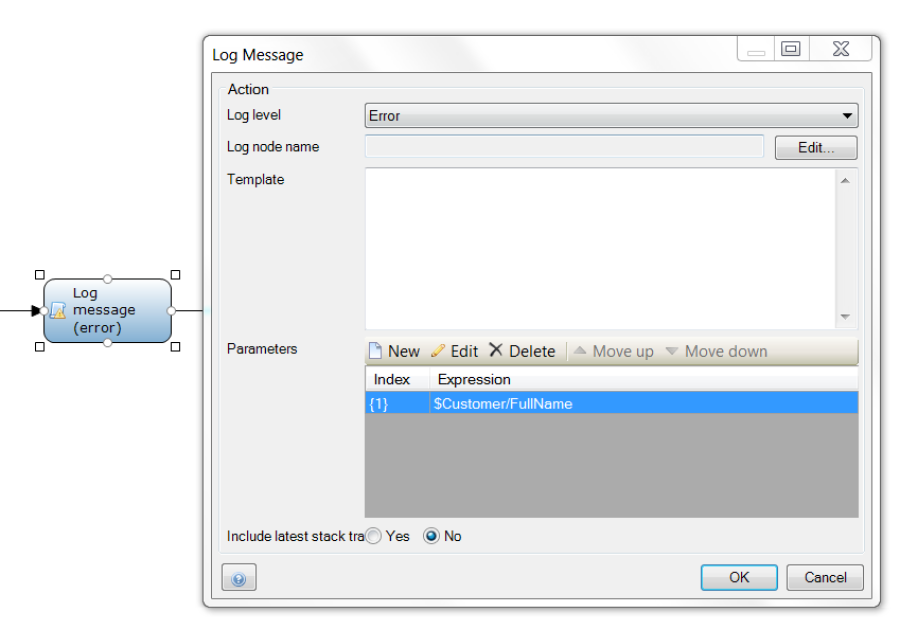 Log Message
Action
Log level
Error
Log node name
Edit...
Template
Log
message
(error)
Parameters
New Edit Delete Move up Move down
Index Expression
{1} $Customer/FullName
Include latest stack tra Yes No
OK Cancel